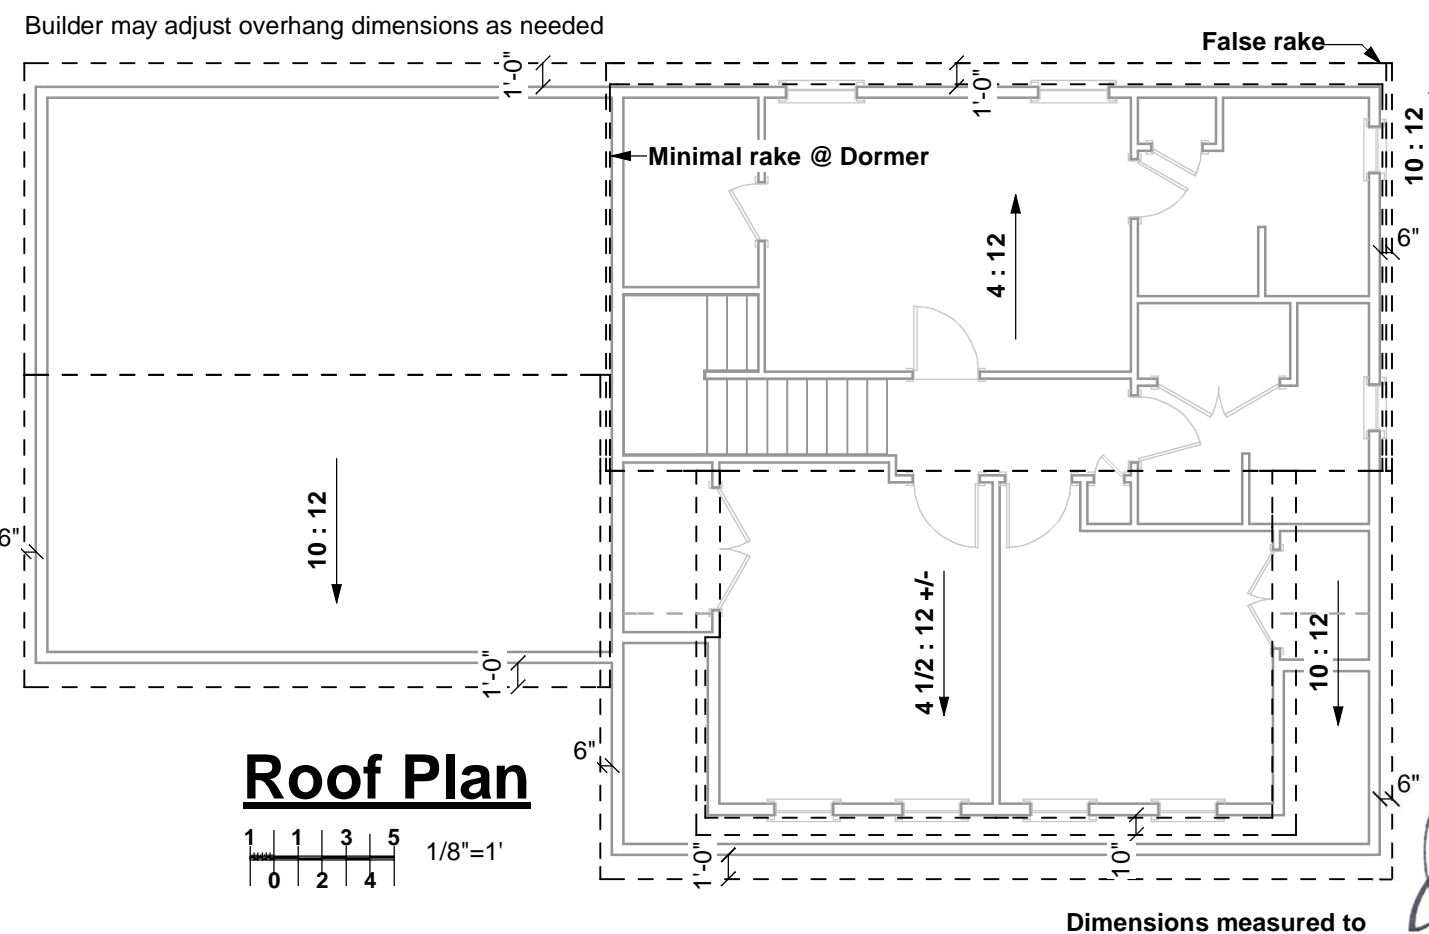 Builder may adjust overhang dimensions as needed
False rake
1'-0"
1'-0"
10 : 12
Minimal rake @ Dormer
4 : 12
6"
10 : 12
6"
4 1/2 : 12 +/-
10 : 12
1'-0"
6"
6"
Roof Plan
1 1 3 5
0 2 4
1/8"=1'
1'-0"
10"
Dimensions measured to